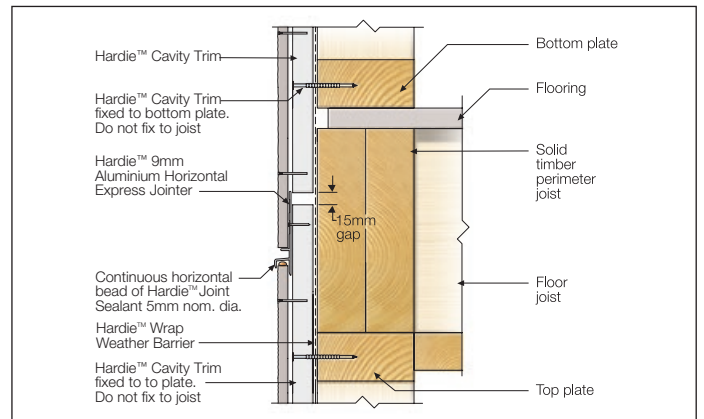 Hardie™ Cavity Trim
Hardie™ Cavity Trim
fixed to bottom plate.
Do not fix to joist
Hardie™ 9mm
Aluminium Horizontal
Express Jointer
Continuous horizontal
bead of Hardie™Joint
Sealant 5mm nom. dia.
Hardie™ Wrap
Weather Barrier
Hardie™ Cavity Trim
fixed to to plate.
Do not fix to joist
15mm
gap
Bottom plate
Flooring
Solid
timber
perimeter
joist
Floor
joist
Top plate